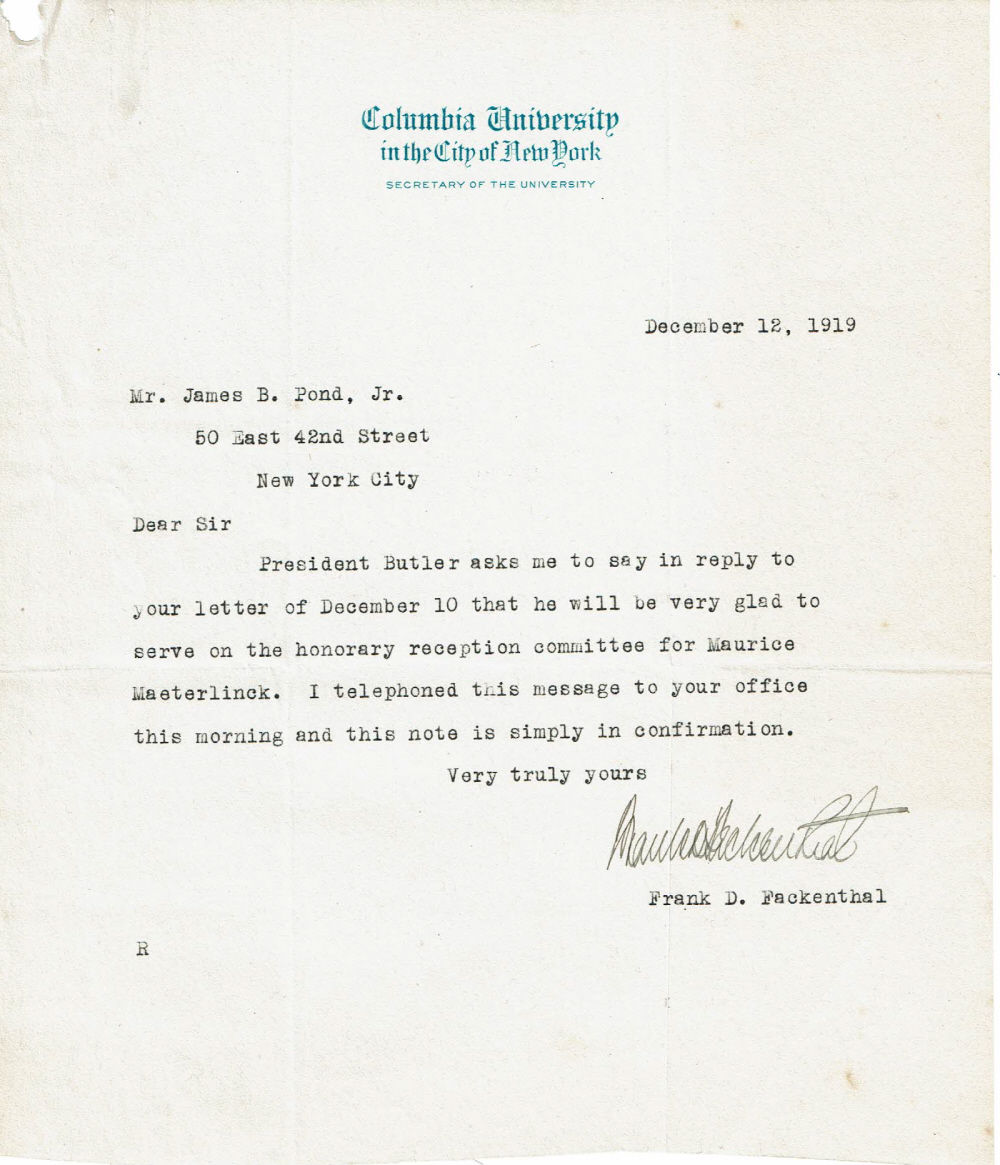 Columbia University
in the City of New York
SECRETARY OF THE UNIVERSITY
December 12, 1919
Mr. James B. Pond, Jr.
50 East 42nd Street
New York City
Dear Sir
President Butler asks me to say in reply to
your letter of December 10 that he will be very glad to
serve on the honorary reception committee for Maurice
Maeterlinck. I telephoned this message to your office
this morning and this note is simply in confirmation.
Very truly yours
Frank D. Fackenthal
Frank D. Fackenthal
R